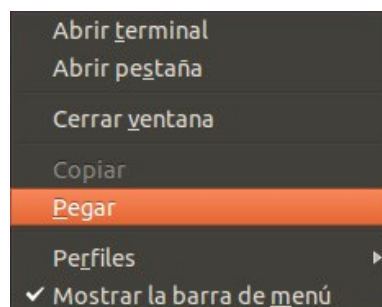 Abrir terminal
Abrir pestaña
Cerrar ventana
Copiar
Pegar
Perfiles
Mostrar la barra de menú